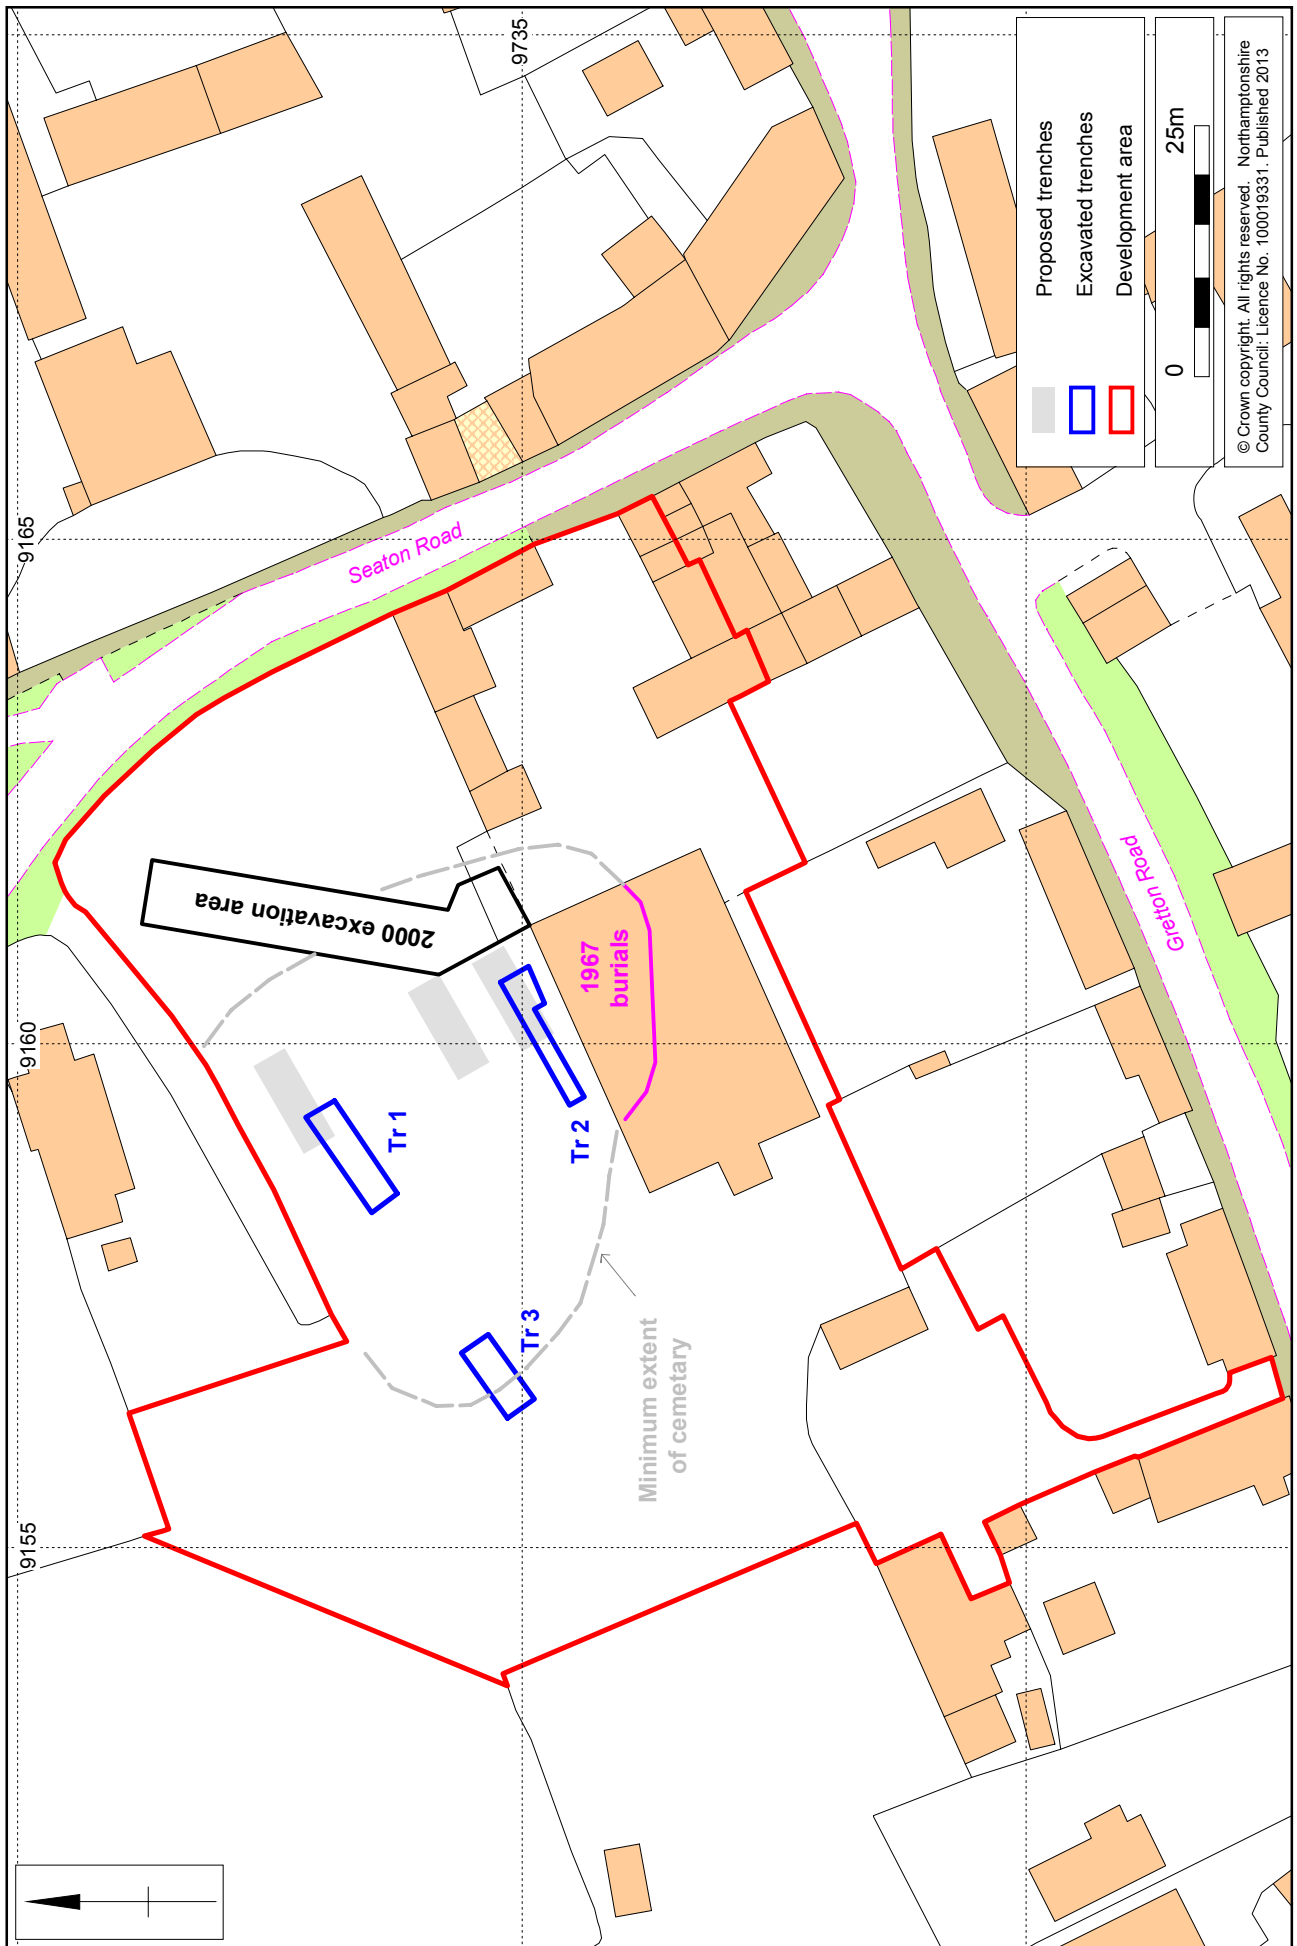 9155
9160
9165
9735
Seaton Road
2000 excavation area
1967
burials
Tr 1
Tr 2
Tr 3
Minimum extent
of cemetary
Gretton Road
Proposed trenches
Excavated trenches
Development area
0 25m
© Crown copyright. All rights reserved. Northamptonshire
County Council: Licence No. 100019331. Published 2013